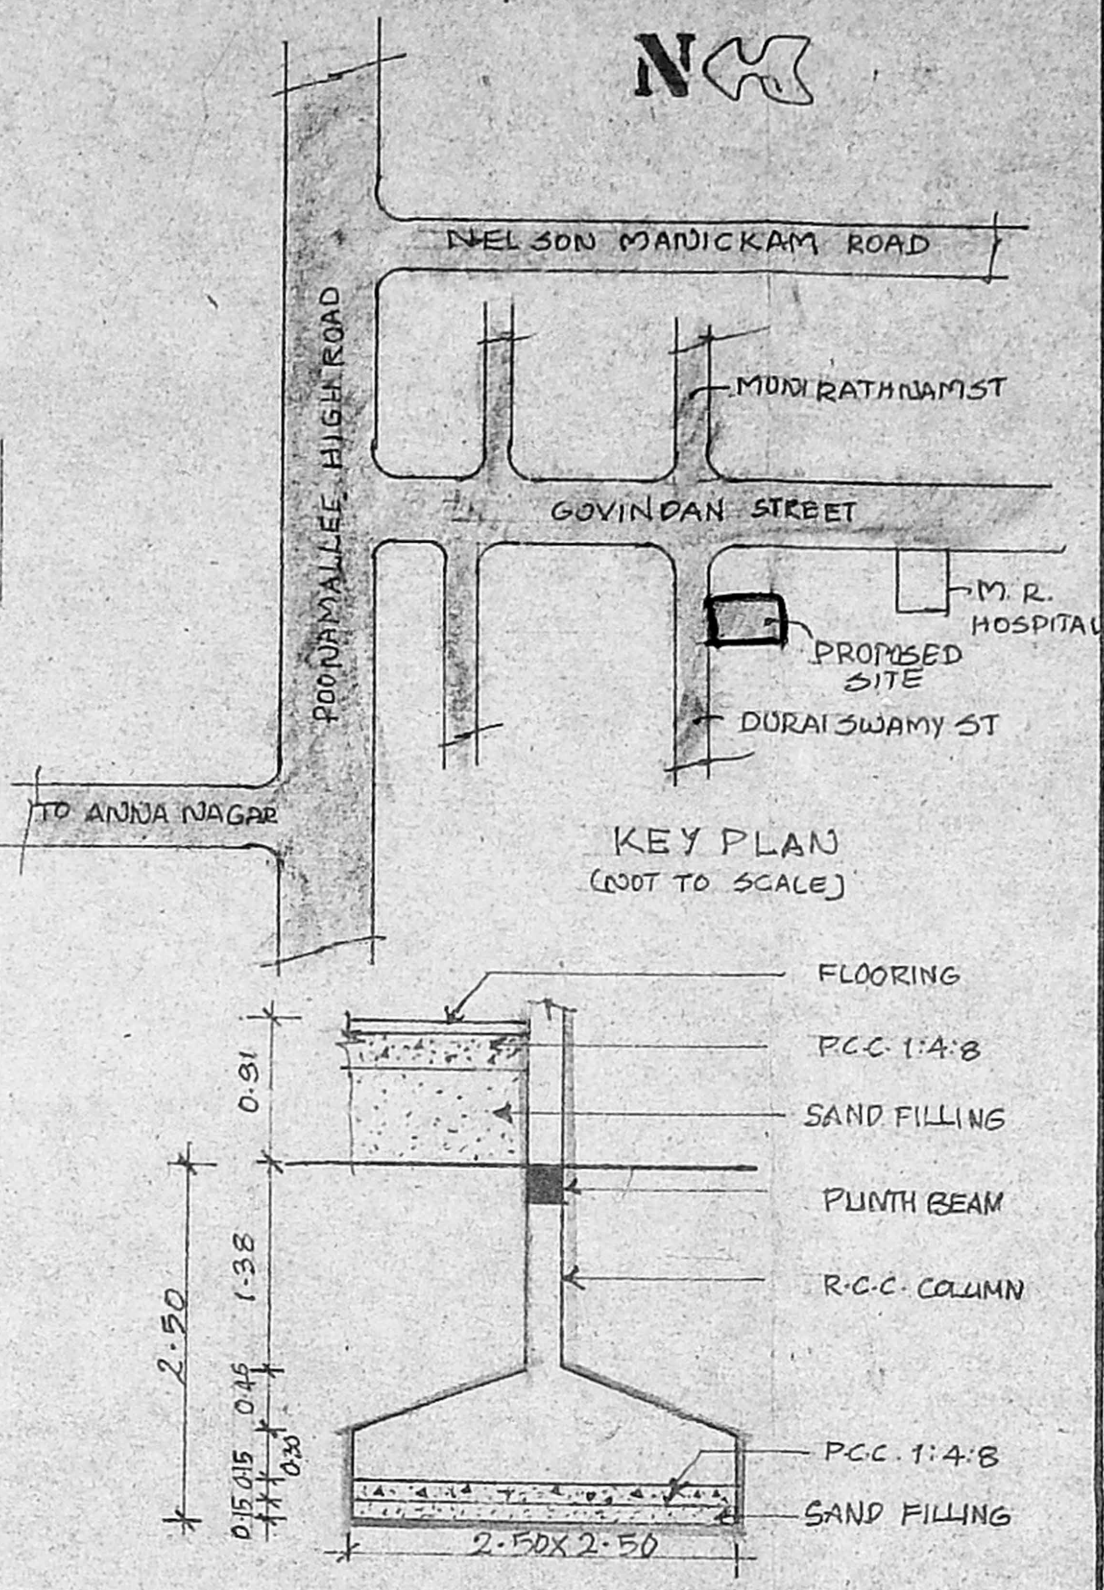 N
NELSON MANICKAM ROAD
POONAMALLEE HIGH ROAD
MUNIRATHNAM ST
GOVINDAN STREET
M. R.
HOSPITAL
PROPOSED
SITE
DURAISWAMY ST
TO ANNA NAGAR
KEY PLAN
(NOT TO SCALE)
FLOORING
P.C.C. 1:4:8
0.91
SAND FILLING
PLINTH BEAM
1.38
R.C.C. COLUMN
2.50
0.45
0.30
P.C.C. 1:4:8
0.15
0.15
SAND FILLING
2.50X2.50